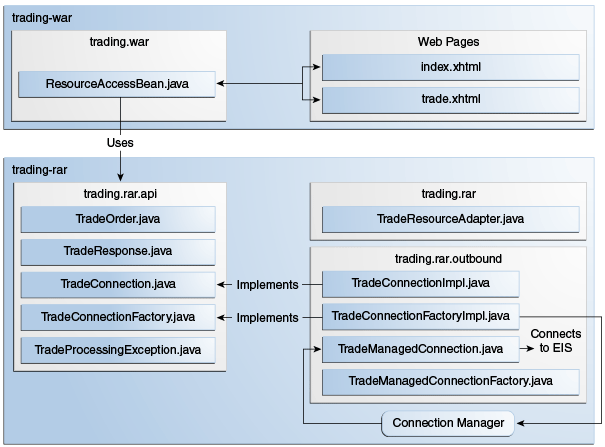 trading-war
trading.war
ResourceAccessBean.java
Web Pages
index.xhtml
trade.xhtml
Uses
trading-rar
trading.rar.api
TradeOrder.java
TradeResponse.java
TradeConnection.java
TradeConnectionFactory.java
TradeProcessingException.java
Implements
Implements
trading.rar
TradeResourceAdapter.java
trading.rar.outbound
TradeConnectionImpl.java
TradeConnectionFactoryImpl.java
TradeManagedConnection.java
Connects
to EIS
TradeManagedConnectionFactory.java
Connection Manager